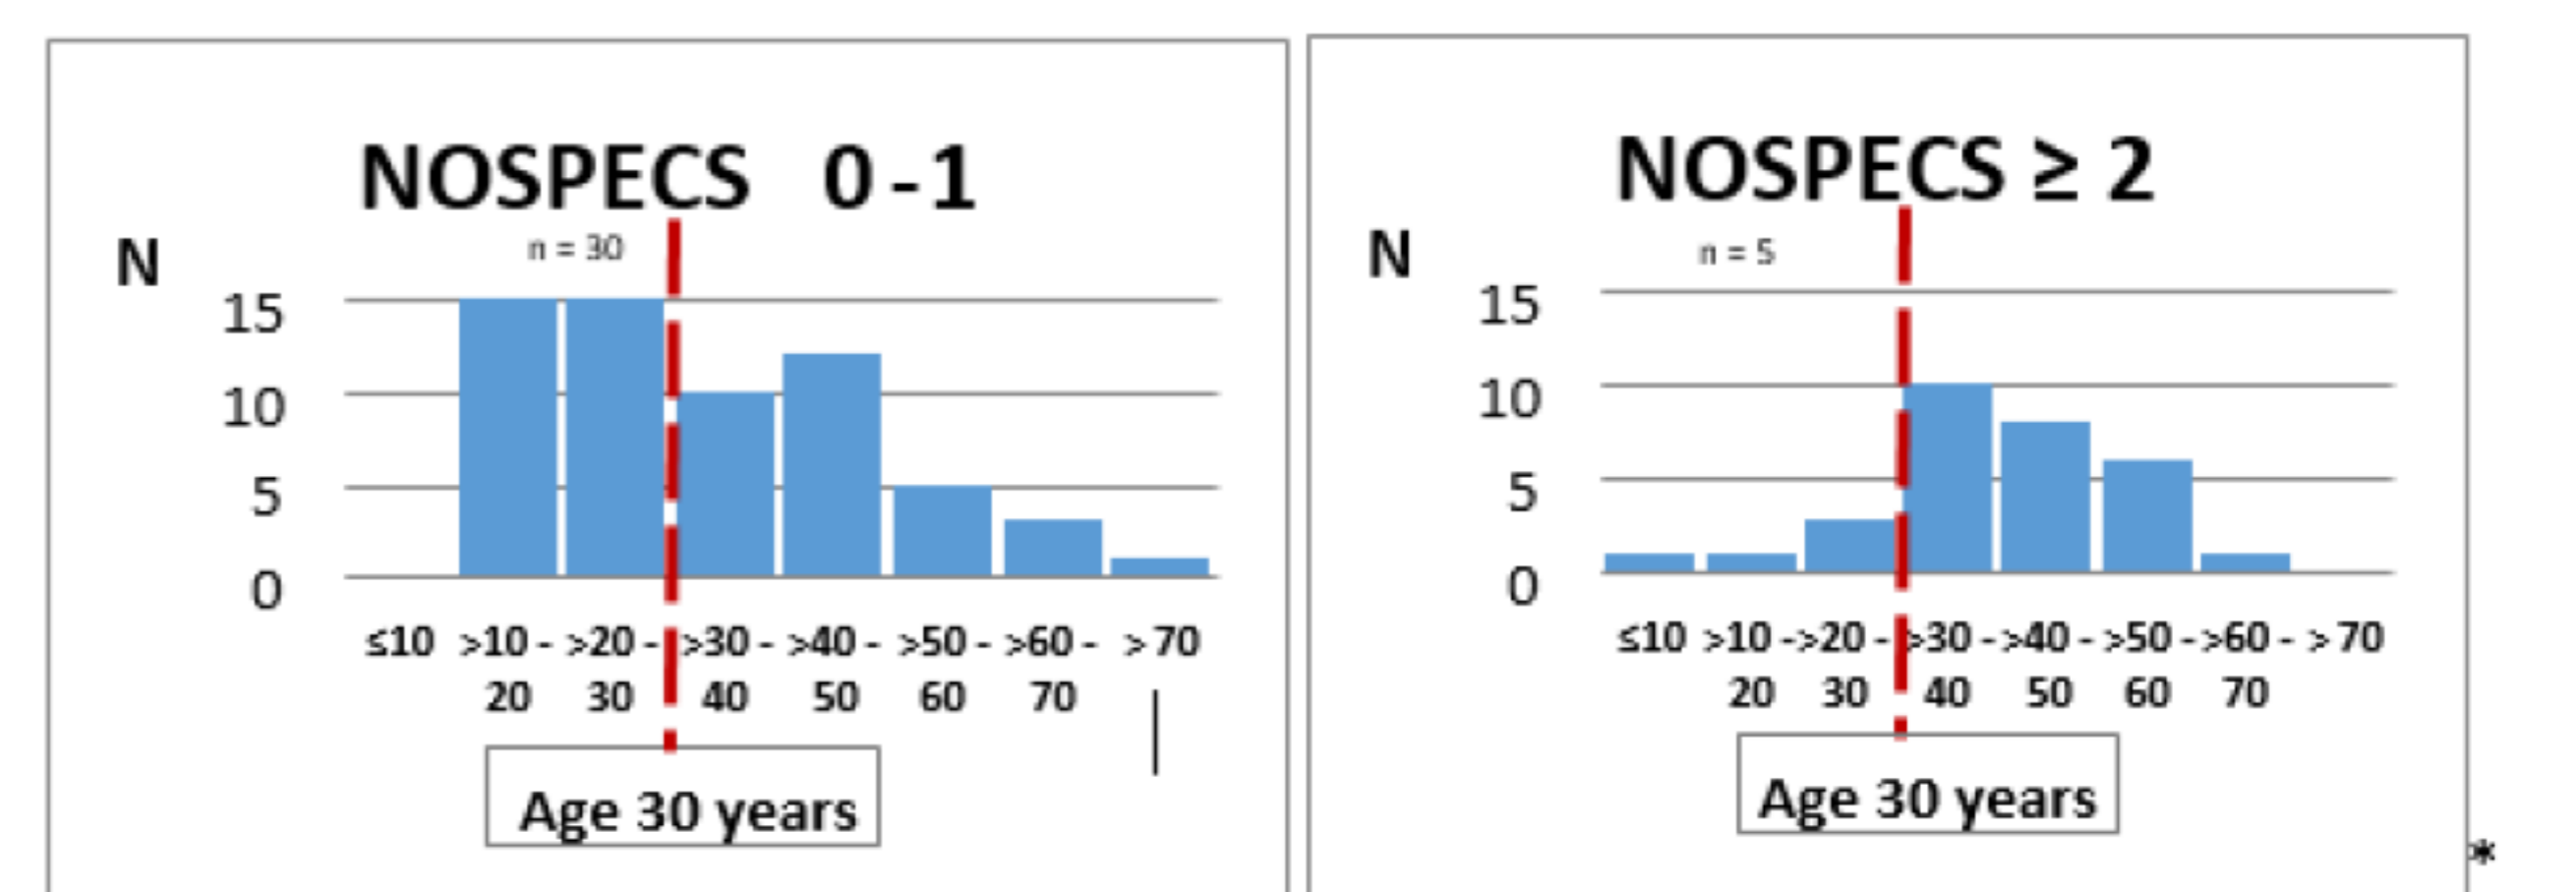 NOSPECS 0 - 1
n = 30
N
15
10
5
0
≤10 >10 - >20 - >30 - >40 - >50 - >60 - > 70
20 30 40 50 60 70
Age 30 years
NOSPECS ≥ 2
n = 5
N
15
10
5
0
≤10 >10 - >20 - >30 - >40 - >50 - >60 - > 70
20 30 40 50 60 70
Age 30 years
*